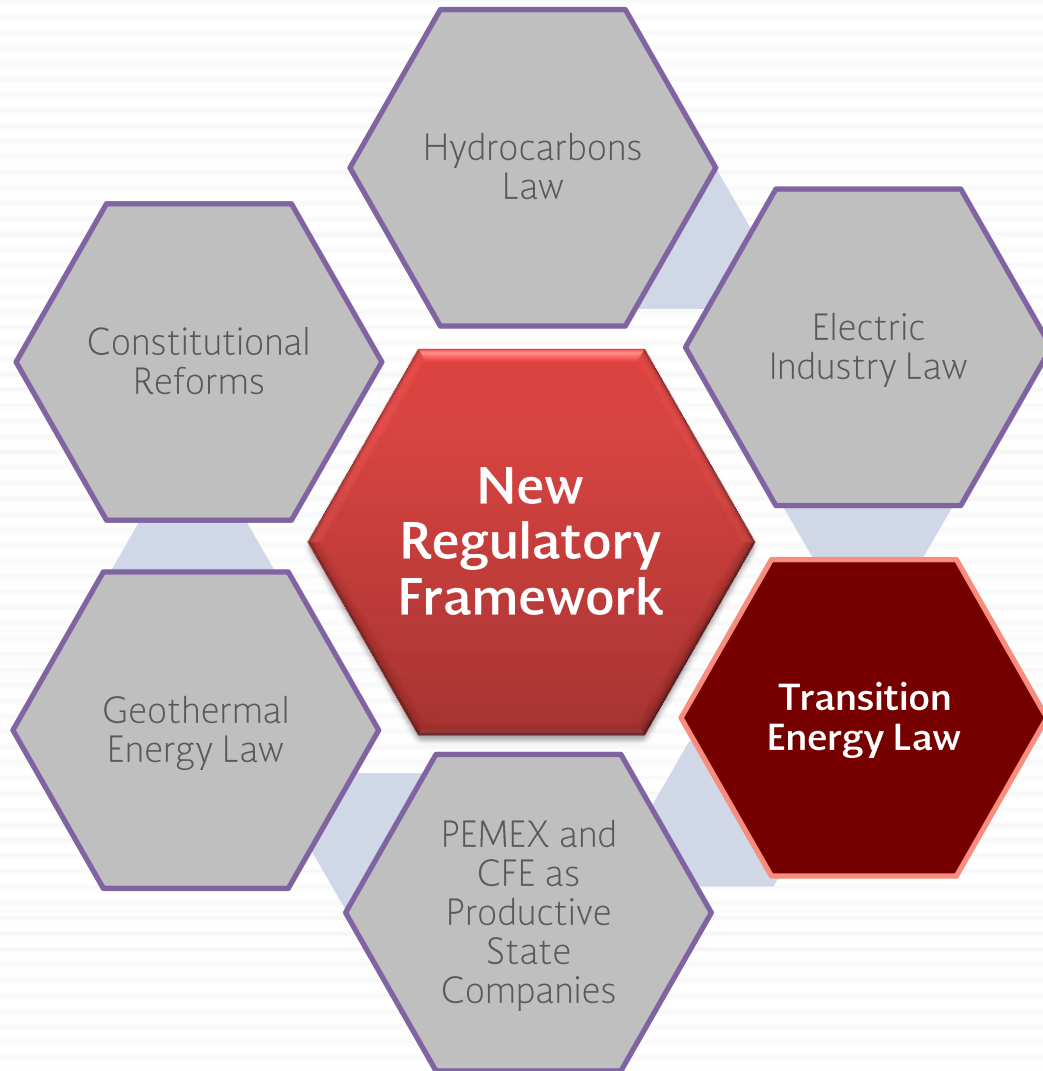 Hydrocarbons
Law
Electric
Industry Law
Constitutional
Reforms
New
Regulatory
Framework
Transition
Energy Law
Geothermal
Energy Law
PEMEX and
CFE as
Productive
State
Companies